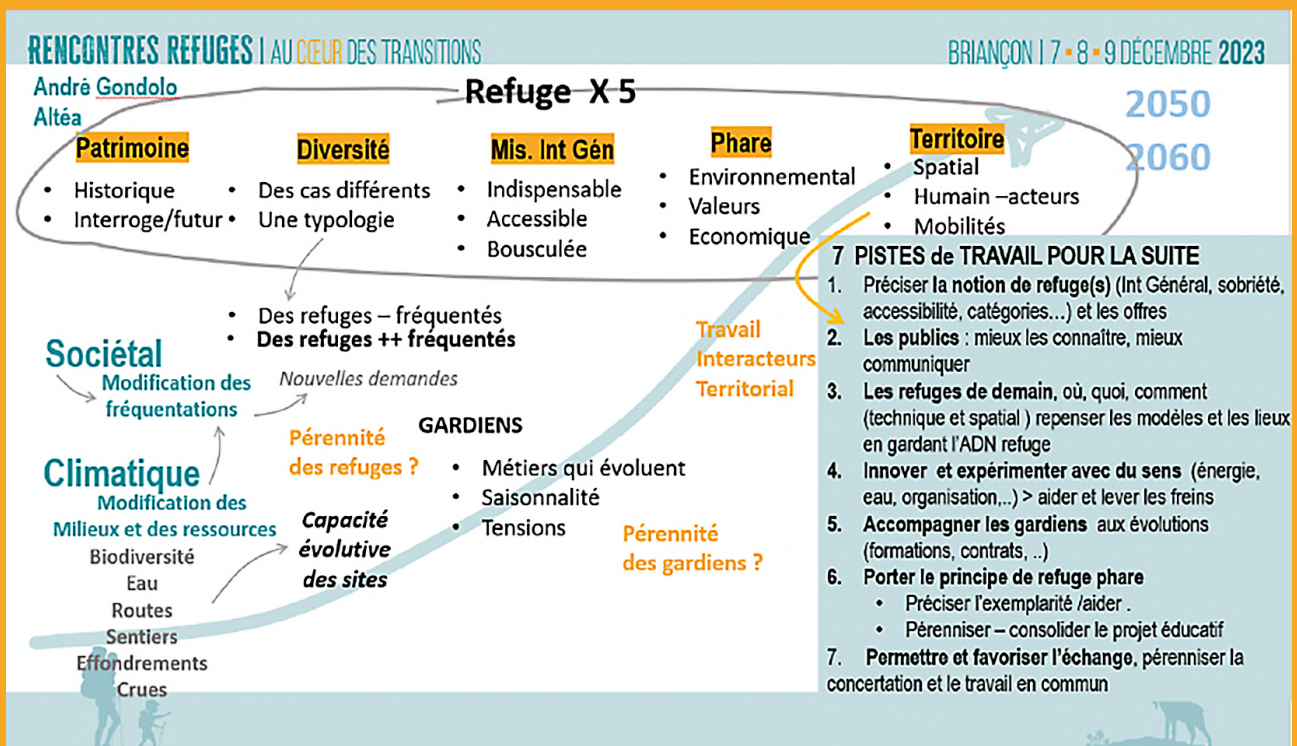 RENCONTRES REFUGES | AU CŒUR DES TRANSITIONS
BRIANÇON | 7 - 8 - 9 DÉCEMBRE 2023
André Gondolo
Altéa
Refuge X 5
2050
2060
Patrimoine
• Historique
• Interroge/futur
Diversité
• Des cas différents
• Une typologie
Mis. Int Gén
• Indispensable
• Accessible
• Bousculée
Phare
• Environnemental
• Valeurs
• Economique
Territoire
• Spatial
• Humain –acteurs
• Mobilités
• Des refuges – fréquentés
• Des refuges ++ fréquentés
Sociétal
Modification des
fréquentations
Nouvelles demandes
Climatique
Modification des
Milieux et des ressources
Biodiversité
Eau
Routes
Sentiers
Effondrements
Crues
Pérennité
des refuges ?
Capacité
évolutive
des sites
GARDIENS
• Métiers qui évoluent
• Saisonnalité
• Tensions
Pérennité
des gardiens ?
Travail
Interacteurs
Territorial
7 PISTES de TRAVAIL POUR LA SUITE
1. Préciser la notion de refuge(s) (Int Général, sobriété,
accessibilité, catégories...) et les offres
2. Les publics : mieux les connaître, mieux
communiquer
3. Les refuges de demain, où, quoi, comment
(technique et spatial ) repenser les modèles et les lieux
en gardant l'ADN refuge
4. Innover et expérimenter avec du sens (énergie,
eau, organisation,..) > aider et lever les freins
5. Accompagner les gardiens aux évolutions
(formations, contrats, ..)
6. Porter le principe de refuge phare
• Préciser l'exemplarité /aider .
• Pérenniser – consolider le projet éducatif
7. Permettre et favoriser l'échange, pérenniser la
concertation et le travail en commun